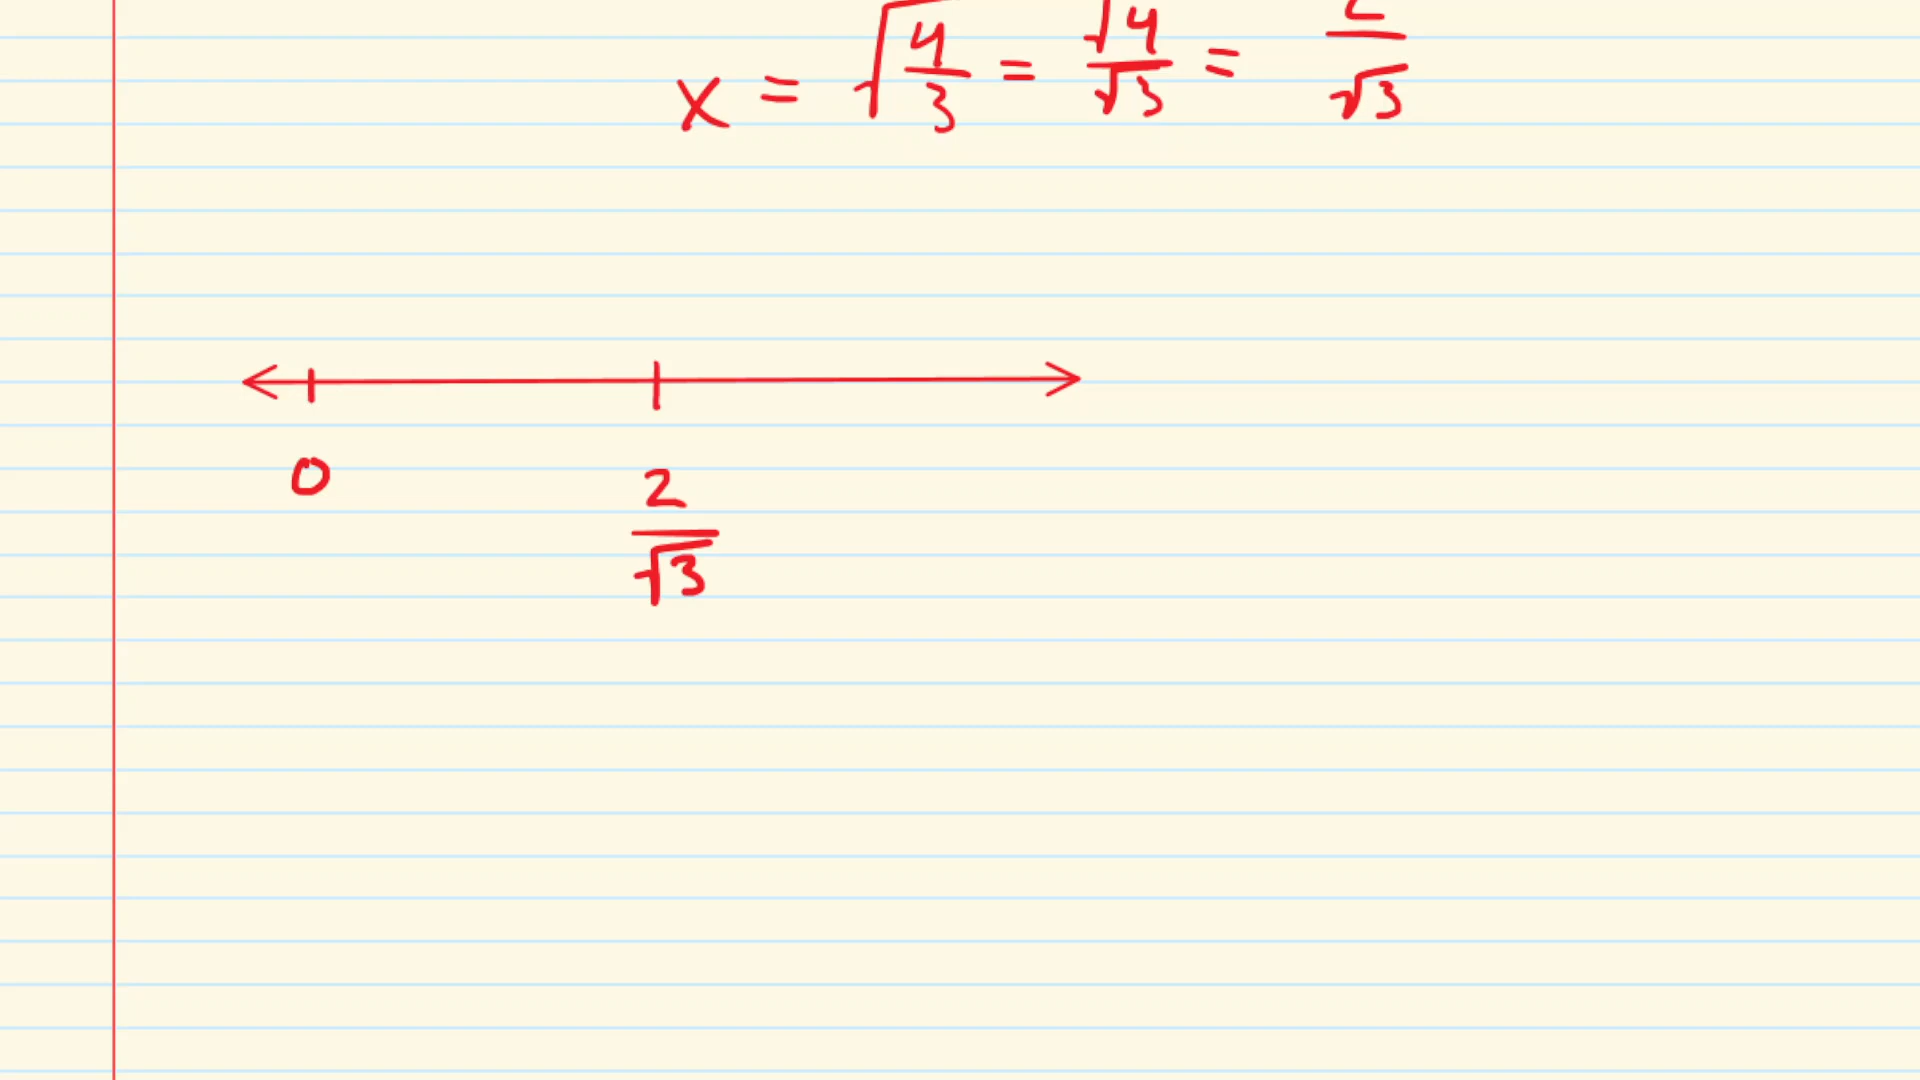 x = √(4/3) = √4/√3 = 2/√3
0 2/√3